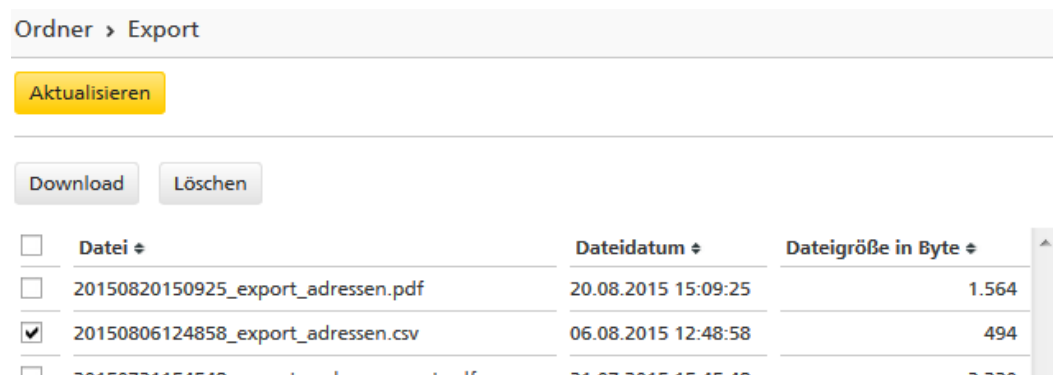 Ordner › Export
Aktualisieren
Download Löschen
Datei Dateidatum Dateigröße in Byte
20150820150925_export_adressen.pdf 20.08.2015 15:09:25 1.564
20150806124858_export_adressen.csv 06.08.2015 12:48:58 494